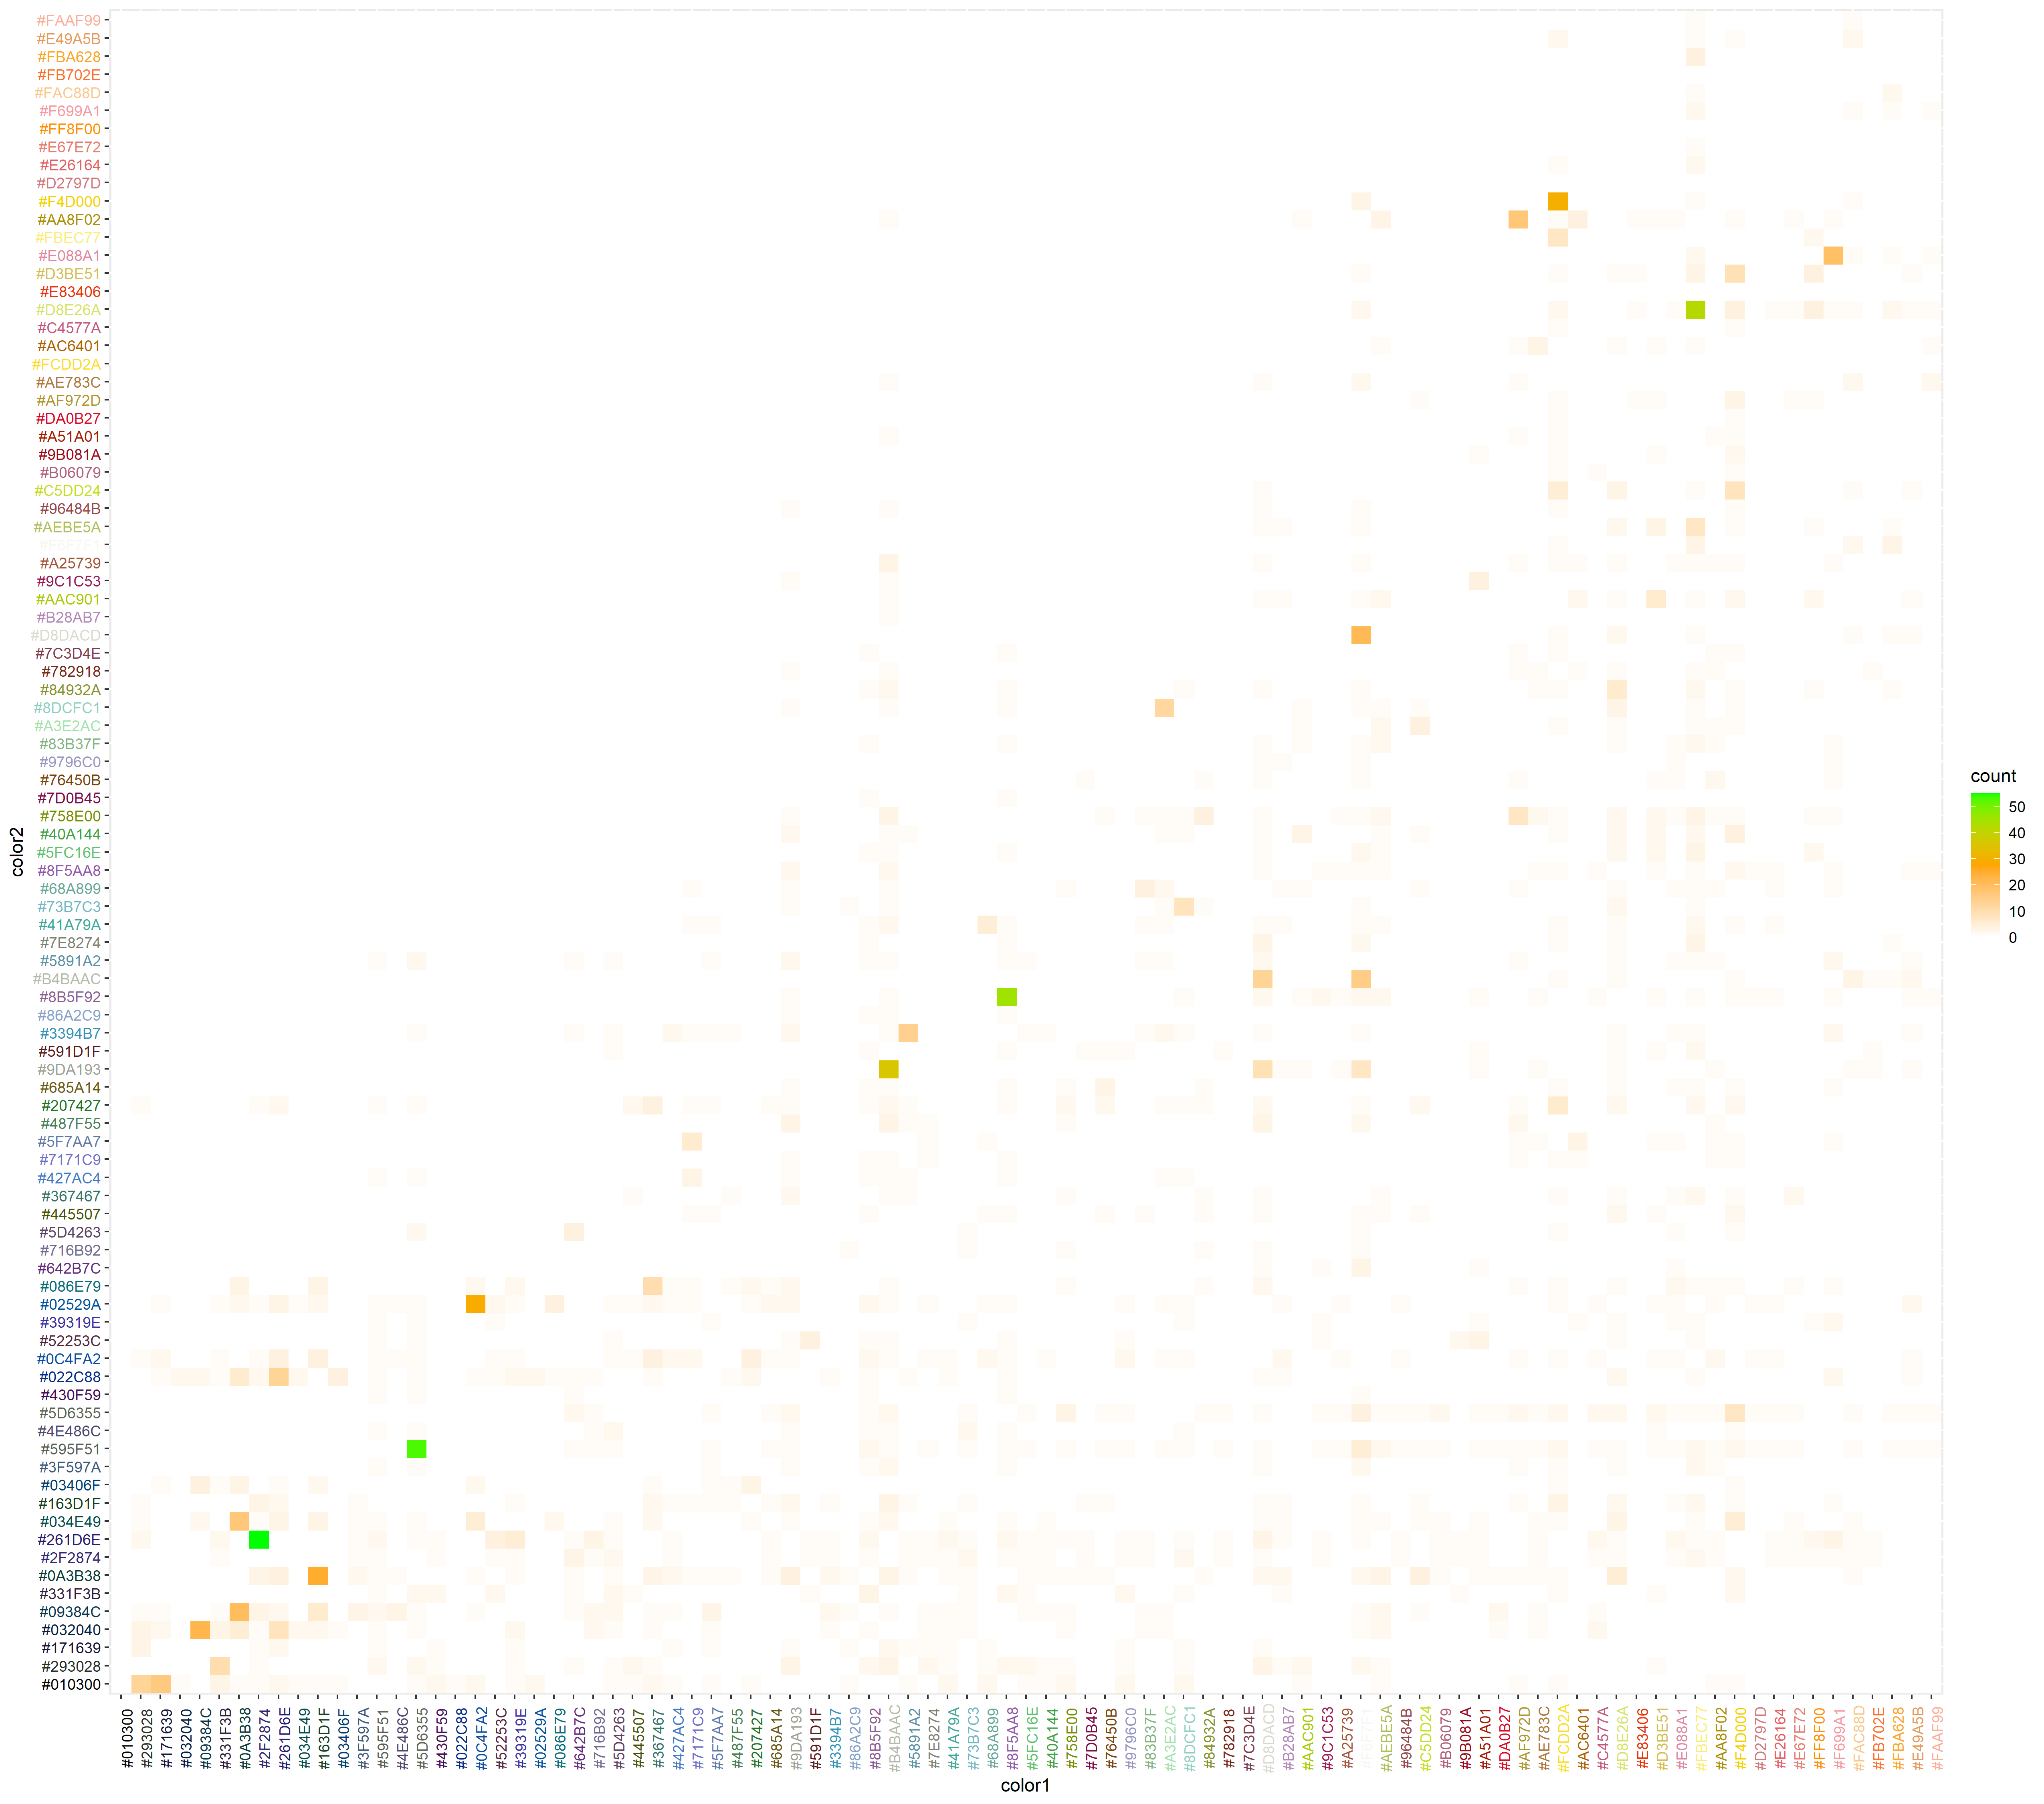 #FAAF99
#E49A5B
#FBA628
#FB702E
#FAC88D
#F699A1
#FF8F00
#E67E72
#E26164
#D2797D
#F4D000
#AA8F02
#FBEC77
#E088A1
#D3BE51
#E83406
#D8E26A
#C4577A
#AC6401
#FCDD2A
#AE783C
#AF972D
#DA0B27
#A51A01
#9B081A
#B06079
#C5DD24
#96484B
#AEBE5A
#A25739
#9C1C53
#AAC901
#B28AB7
#D8DACD
#7C3D4E
#782918
#84932A
#8DCFC1
#A3E2AC
#83B37F
#9796C0
#76450B
#7D0B45
#758E00
#40A144
#5FC16E
#8F5AA8
#68A899
#73B7C3
#41A79A
#7E8274
#5891A2
#B4BAAC
#8B5F92
#86A2C9
#3394B7
#591D1F
#9DA193
#685A14
#207427
#487F55
#5F7AA7
#7171C9
#427AC4
#367467
#445507
#5D4263
#716B92
#642B7C
#086E79
#02529A
#39319E
#52253C
#0C4FA2
#022C88
#430F59
#5D6355
#4E486C
#595F51
#3F597A
#03406F
#163D1F
#034E49
#261D6E
#2F2874
#0A3B38
#331F3B
#09384C
#032040
#171639
#293028
#010300
color2
#010300
#293028
#171639
#032040
#09384C
#331F3B
#0A3B38
#2F2874
#261D6E
#034E49
#163D1F
#03406F
#3F597A
#595F51
#4E486C
#5D6355
#430F59
#022C88
#0C4FA2
#52253C
#39319E
#02529A
#086E79
#642B7C
#716B92
#5D4263
#445507
#367467
#427AC4
#7171C9
#5F7AA7
#487F55
#207427
#685A14
#9DA193
#591D1F
#3394B7
#86A2C9
#8B5F92
#B4BAAC
#5891A2
#7E8274
#41A79A
#73B7C3
#68A899
#8F5AA8
#5FC16E
#40A144
#758E00
#7D0B45
#76450B
#9796C0
#83B37F
#A3E2AC
#8DCFC1
#84932A
#782918
#7C3D4E
#D8DACD
#B28AB7
#AAC901
#9C1C53
#A25739
#AEBE5A
#96484B
#C5DD24
#B06079
#9B081A
#A51A01
#DA0B27
#AF972D
#AE783C
#FCDD2A
#AC6401
#C4577A
#D8E26A
#E83406
#D3BE51
#E088A1
#FBEC77
#AA8F02
#F4D000
#D2797D
#E26164
#E67E72
#FF8F00
#F699A1
#FAC88D
#FB702E
#FBA628
#E49A5B
#FAAF99
color1
count
50
40
30
20
10
0